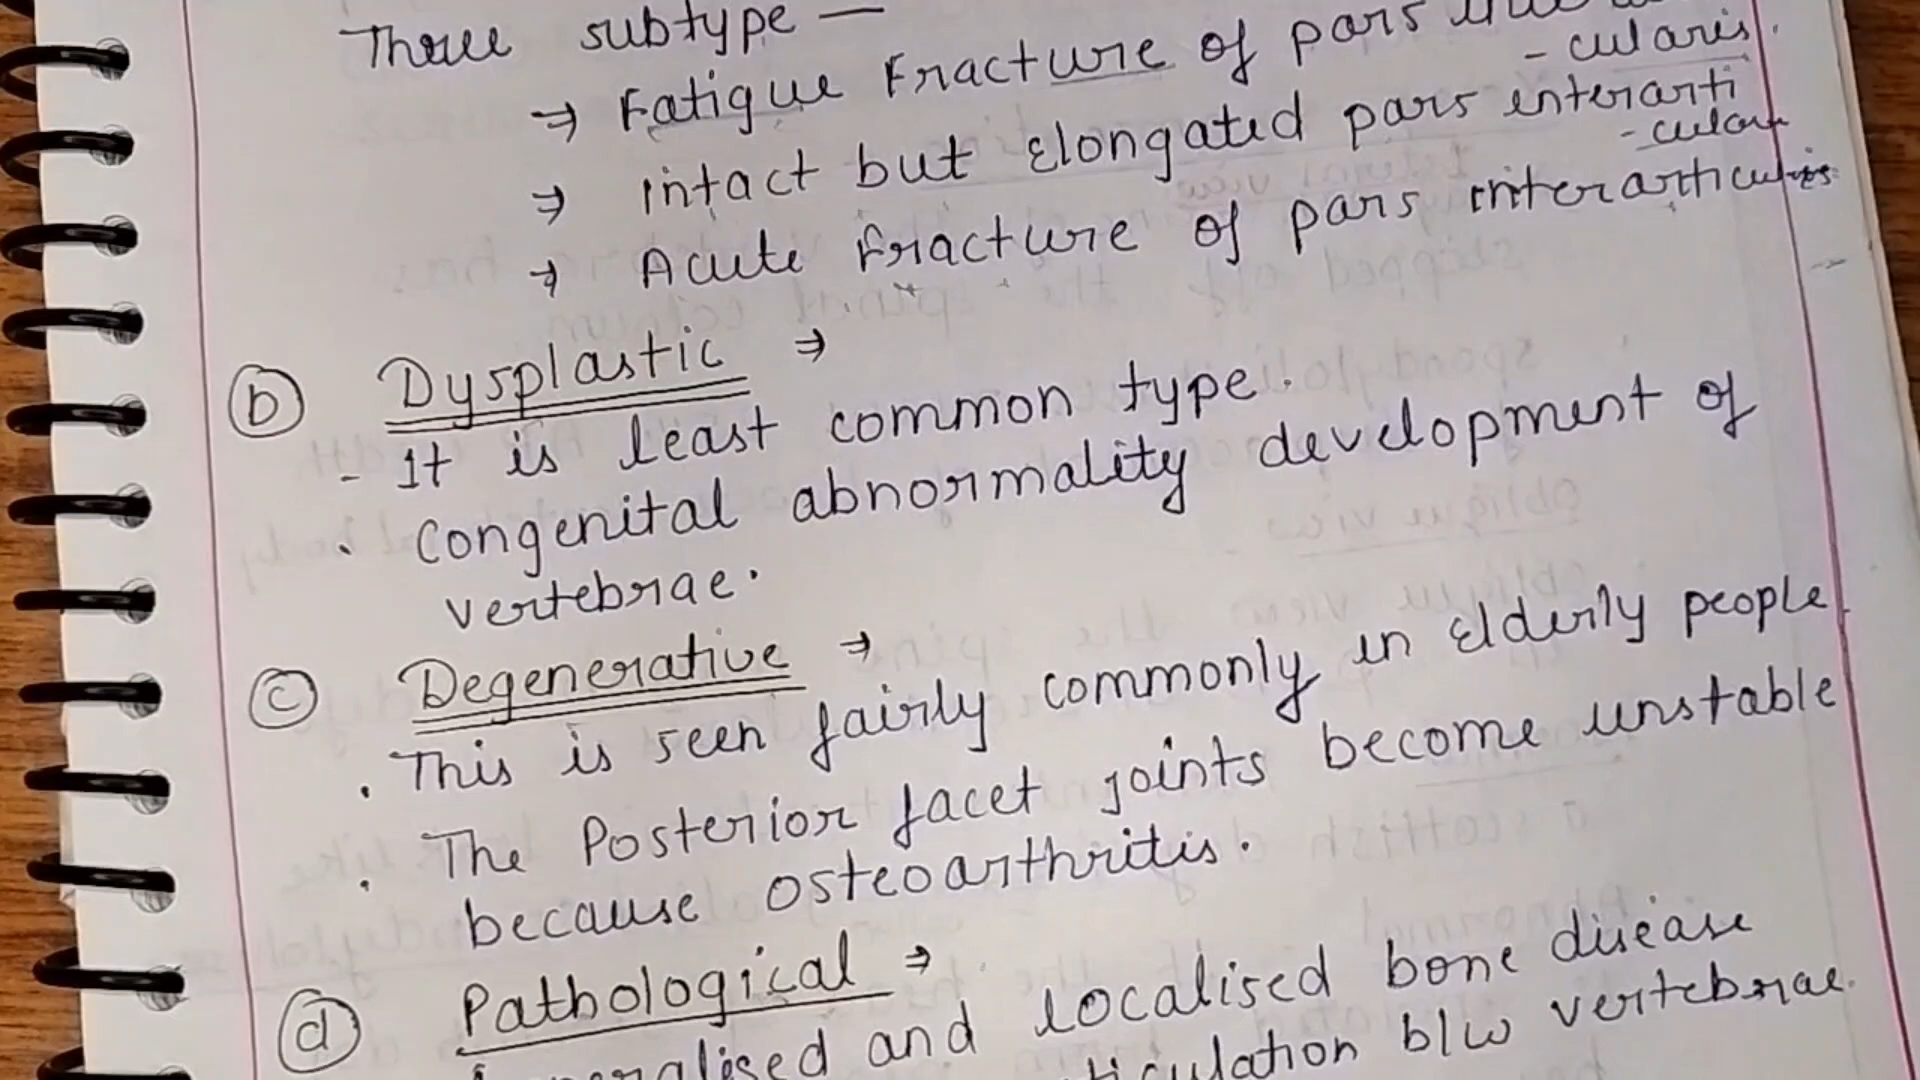 Three subtype —
⇒ Fatigue Fracture of pars
- cularis.
⇒ intact but elongated pars interarti
- cular
⇒ Acute fracture of pars interarticularis
ⓑ Dysplastic ⇒
- It is least common type.
. Congenital abnormality development of
vertebrae.
ⓒ Degenerative ⇒
. This is seen fairly commonly in elderly people.
. The Posterior facet joints become unstable
because osteoarthritis.
ⓓ Pathological ⇒
and localised bone disease
b/w vertebrae.